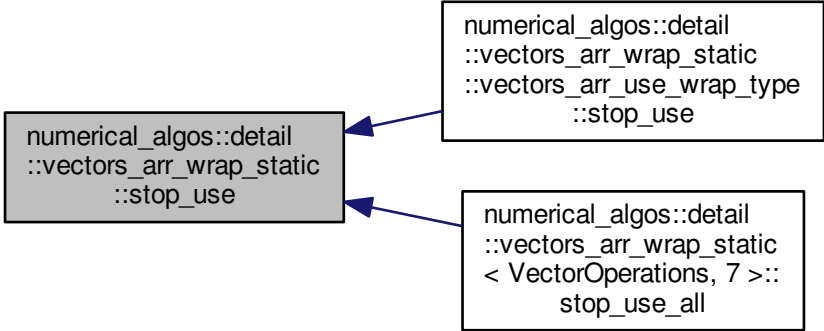 numerical_algos::detail
::vectors_arr_wrap_static
::stop_use
numerical_algos::detail
::vectors_arr_wrap_static
::vectors_arr_use_wrap_type
::stop_use
numerical_algos::detail
::vectors_arr_wrap_static
< VectorOperations, 7 >::
stop_use_all